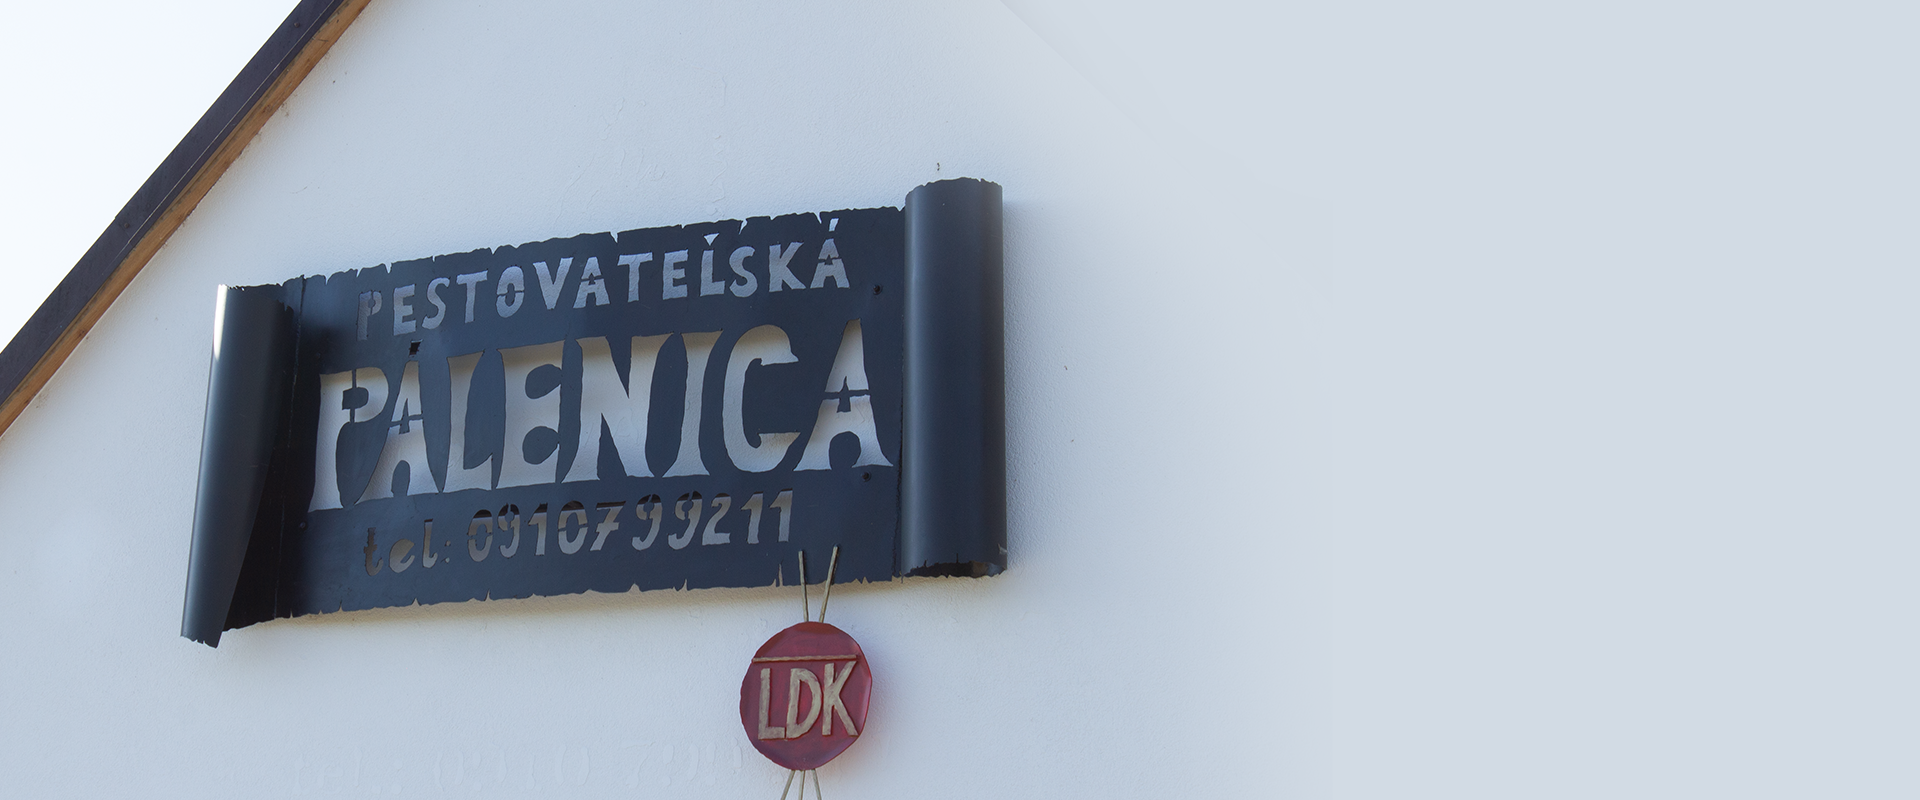 PESTOVATEĽSKÁ
PÁLENICA
tel: 0910799211
LDK